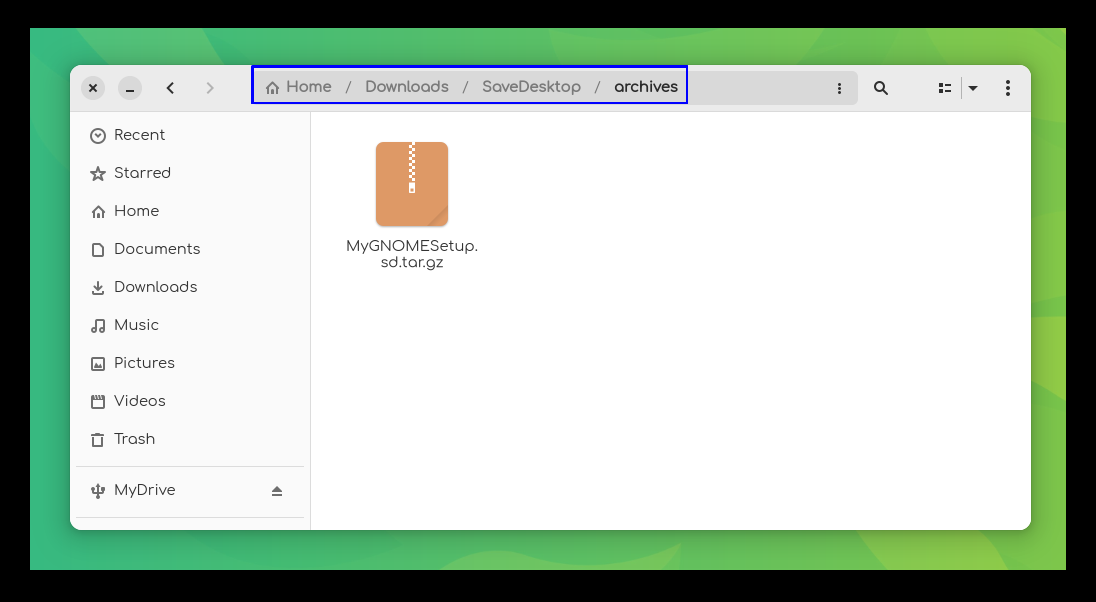 Home / Downloads / SaveDesktop / archives
Recent
Starred
Home
Documents
Downloads
Music
Pictures
Videos
Trash
MyDrive
MyGNOMESetup.
sd.tar.gz